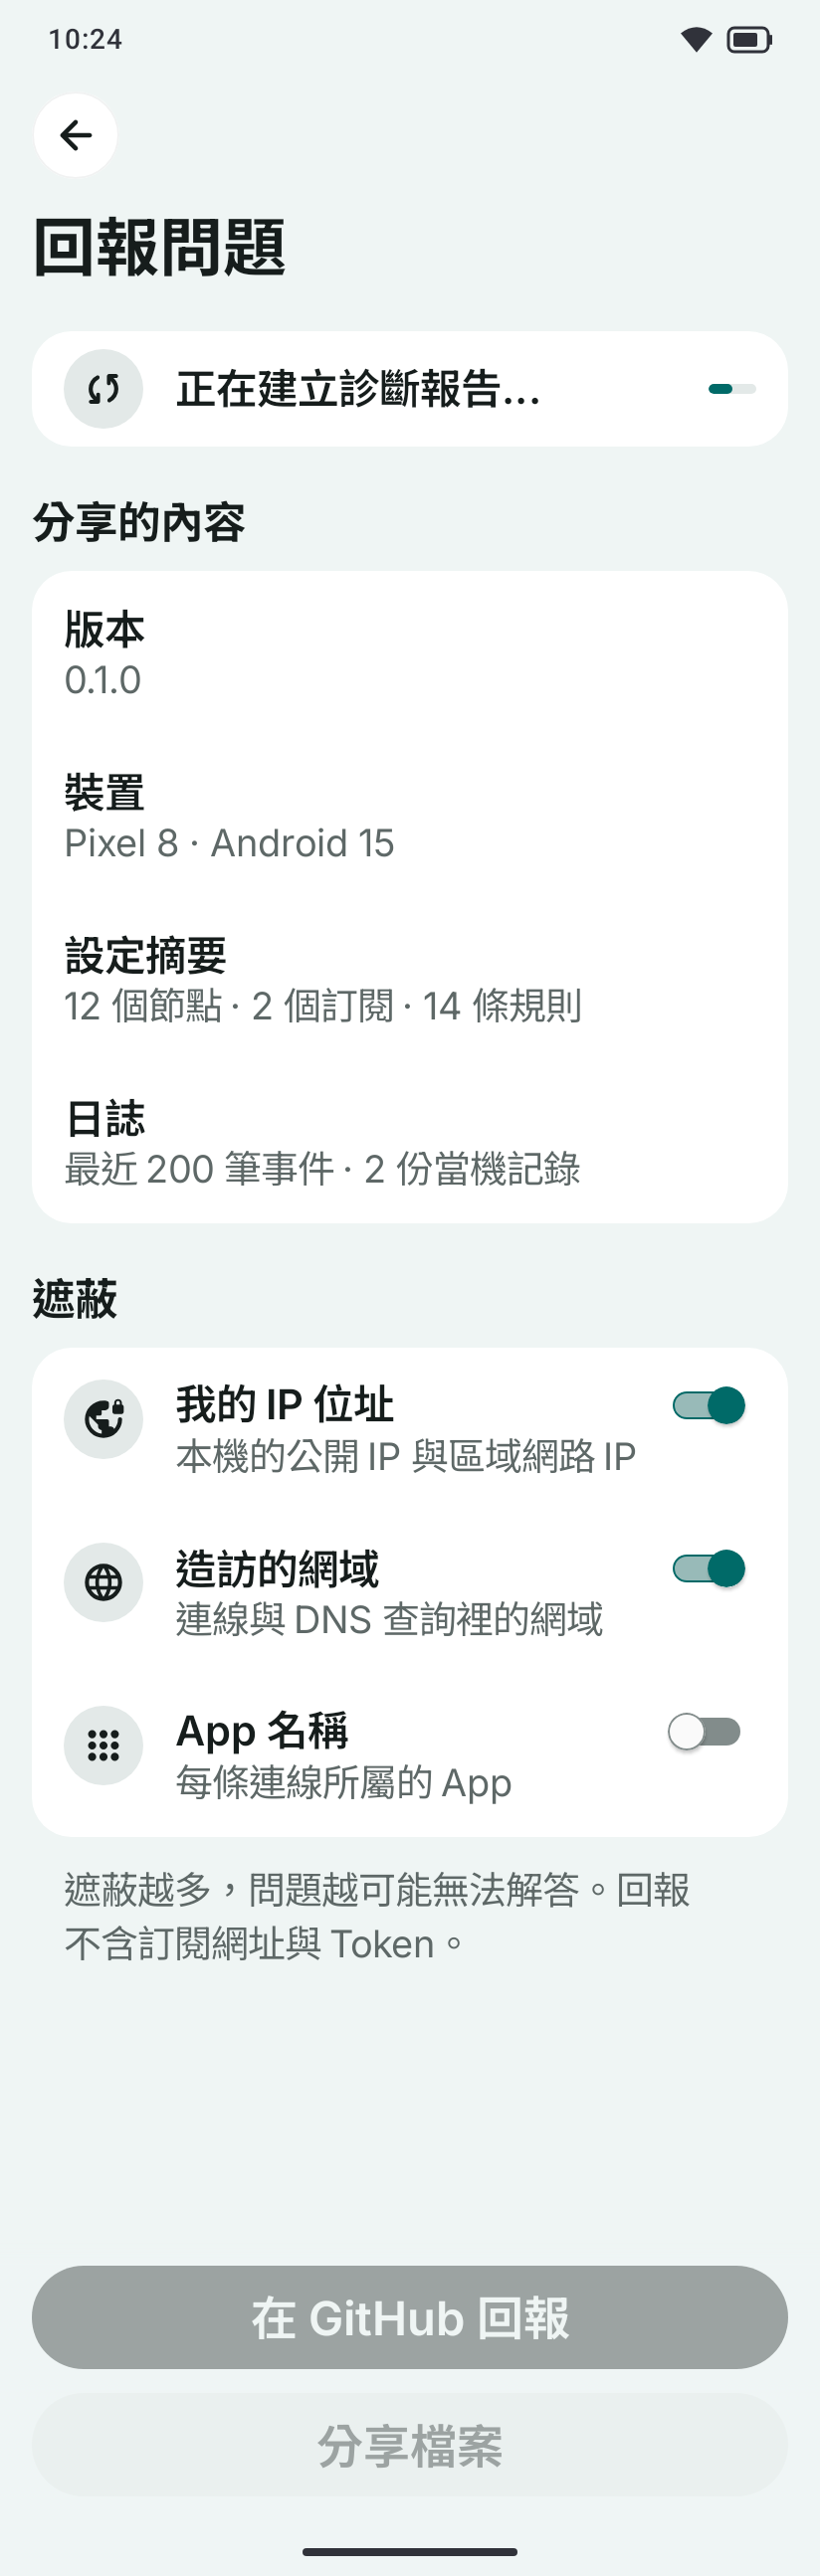 10:24
回報問題
正在建立診斷報告...
分享的內容
版本
0.1.0
裝置
Pixel 8 · Android 15
設定摘要
12 個節點 · 2 個訂閱 · 14 條規則
日誌
最近 200 筆事件 · 2 份當機記錄
遮蔽
我的 IP 位址
本機的公開 IP 與區域網路 IP
造訪的網域
連線與 DNS 查詢裡的網域
App 名稱
每條連線所屬的 App
遮蔽越多，問題越可能無法解答。回報
不含訂閱網址與 Token。
在 GitHub 回報
分享檔案